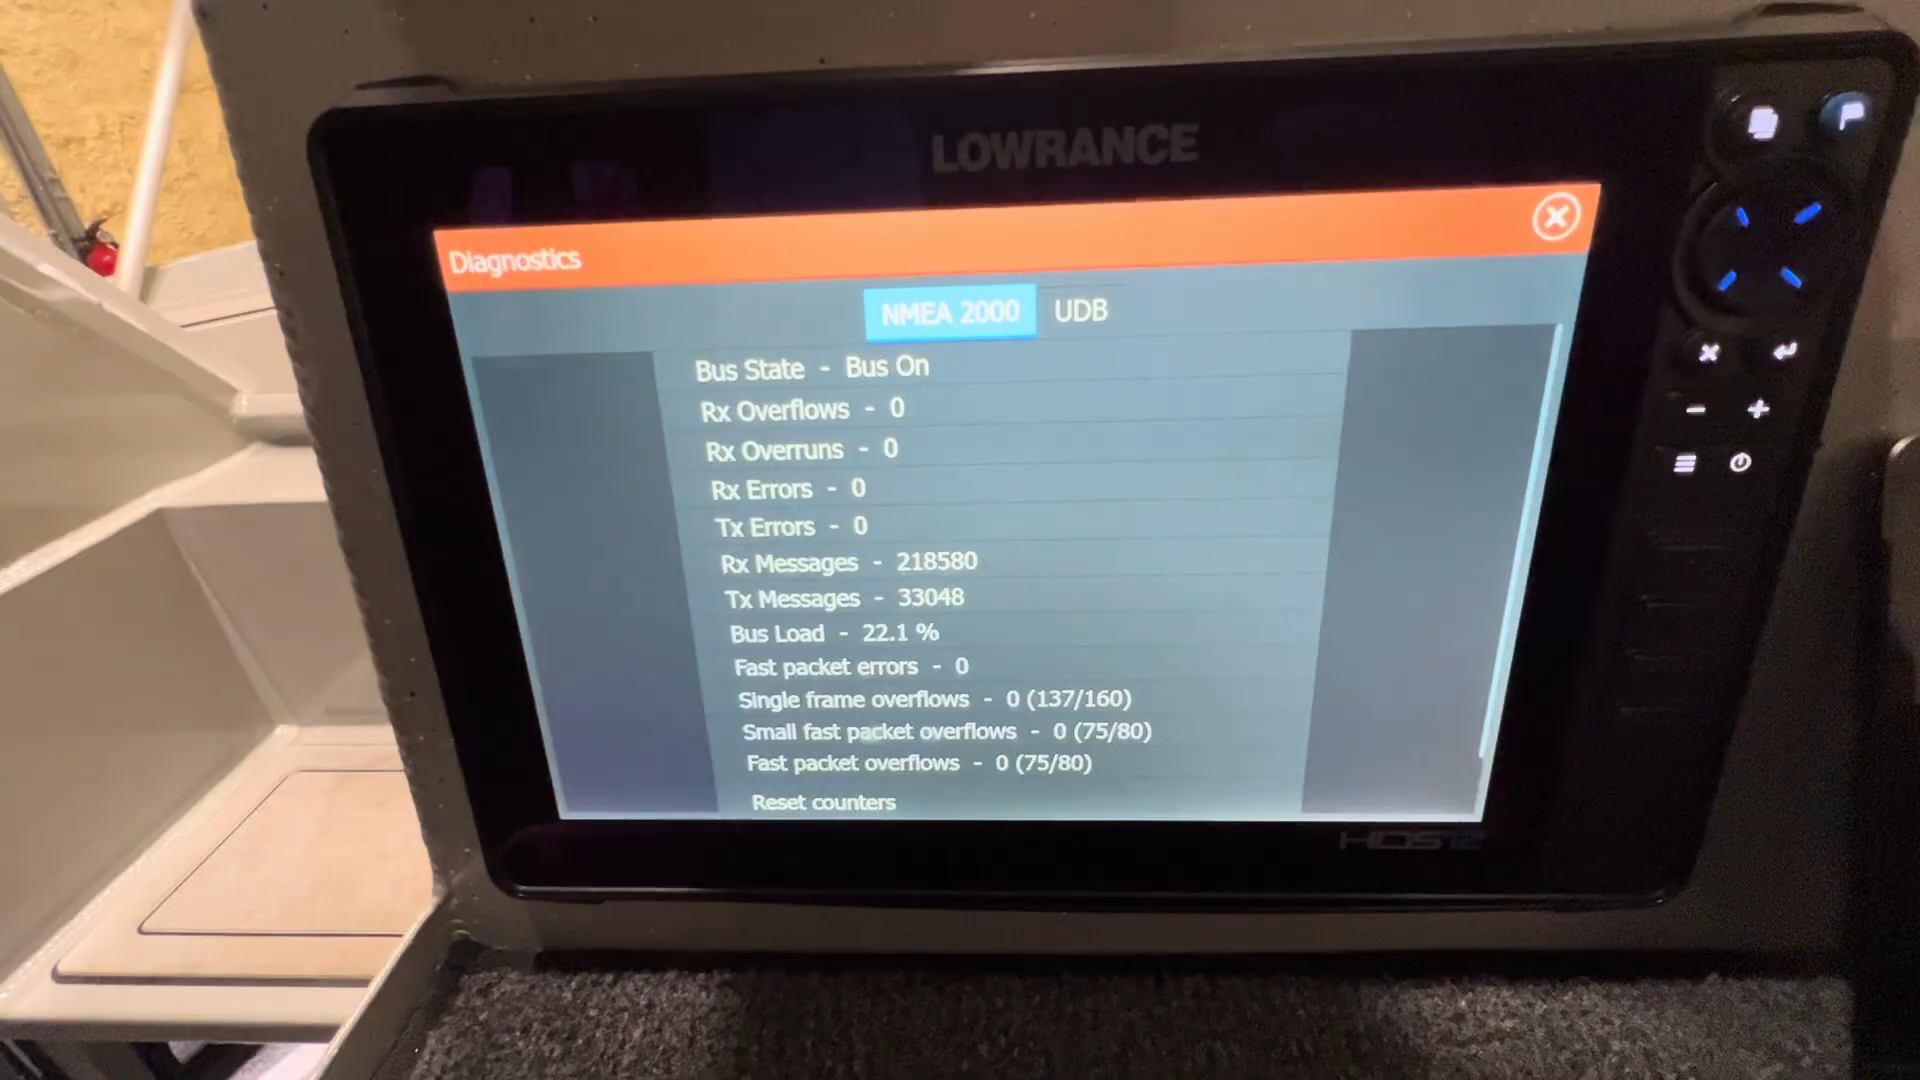 LOWRANCE
Diagnostics
NMEA 2000 UDB
Bus State - Bus On
Rx Overflows - 0
Rx Overruns - 0
Rx Errors - 0
Tx Errors - 0
Rx Messages - 218580
Tx Messages - 33048
Bus Load - 22.1 %
Fast packet errors - 0
Single frame overflows - 0 (137/160)
Small fast packet overflows - 0 (75/80)
Fast packet overflows - 0 (75/80)
Reset counters
HDS12